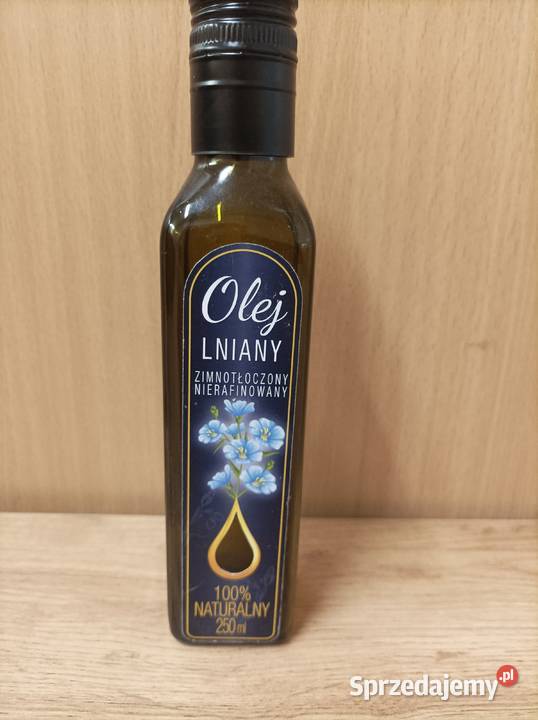 Olej
LNIANY
ZIMNOTŁOCZONY
NIERAFINOWANY
100%
NATURALNY
250 ml
Sprzedajemy.pl